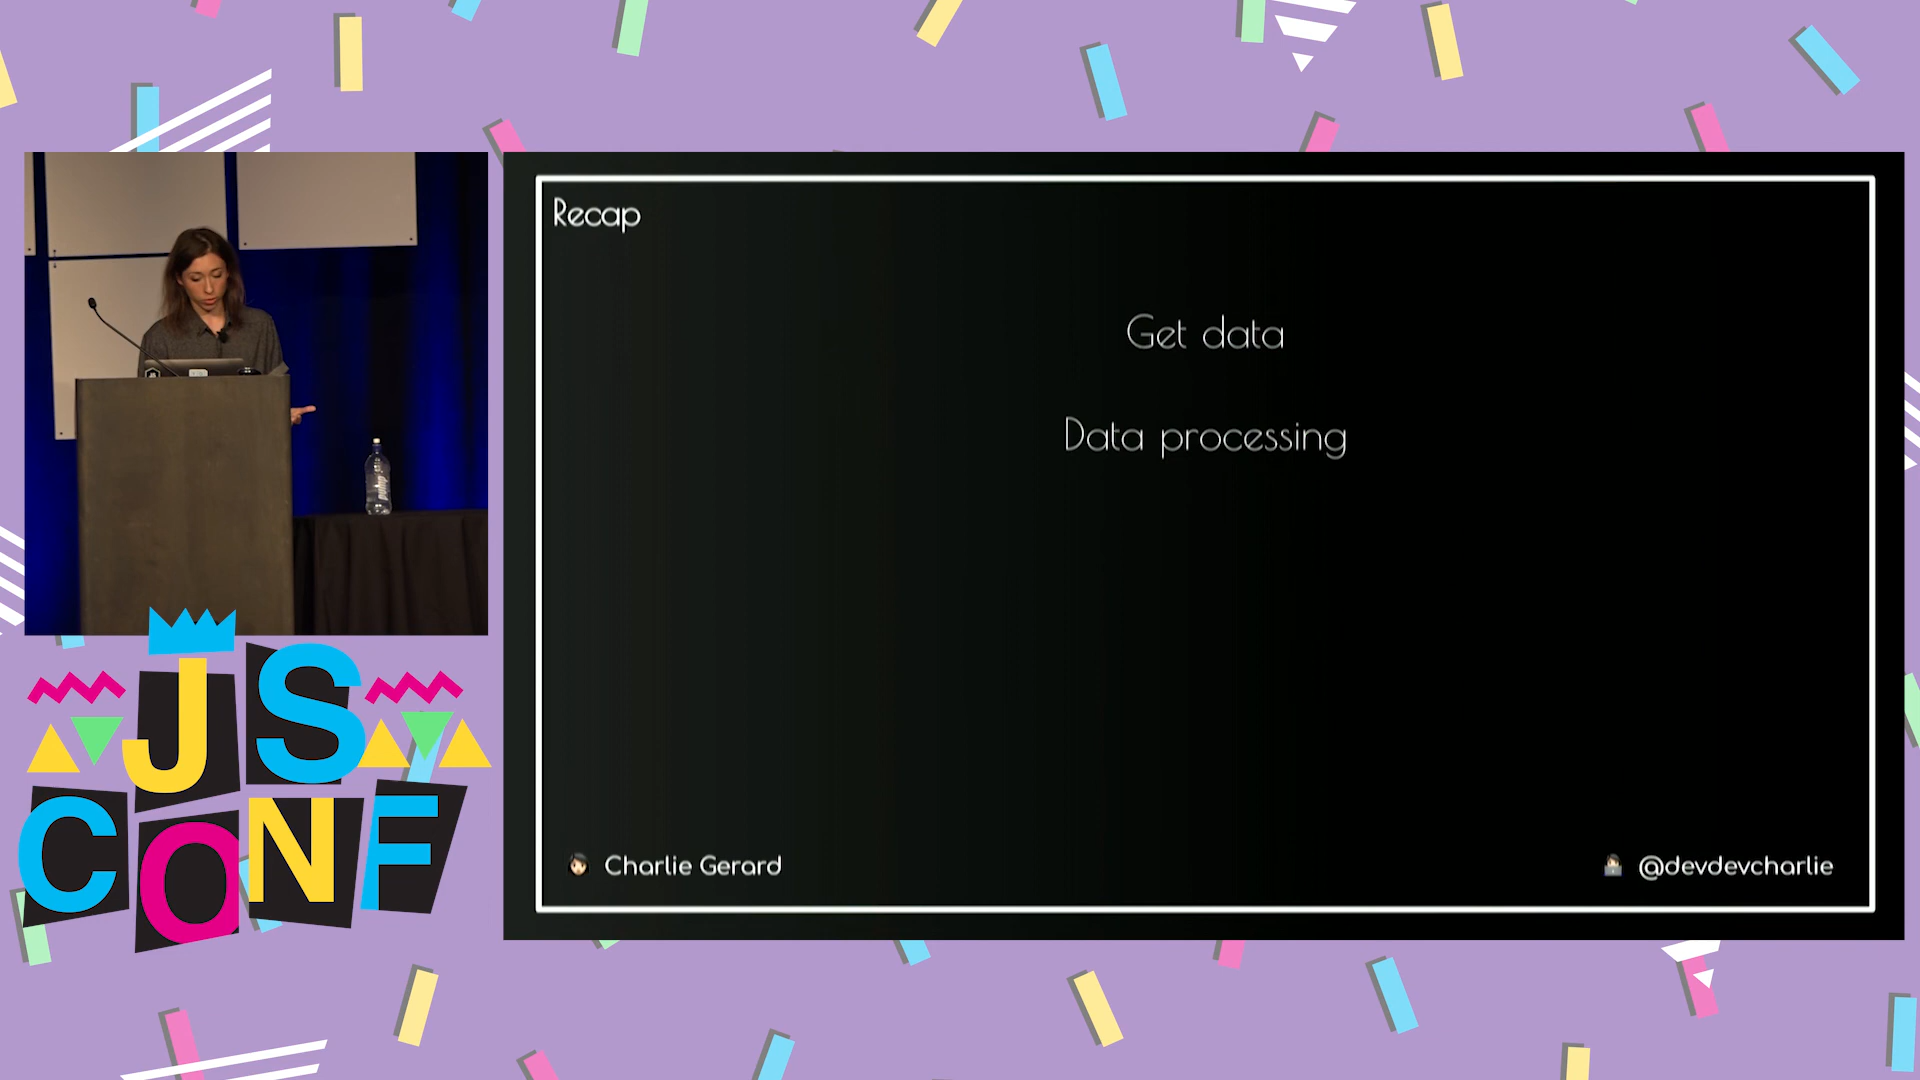 Recap
Get data
Data processing
Charlie Gerard
@devdevcharlie
JS
CONF